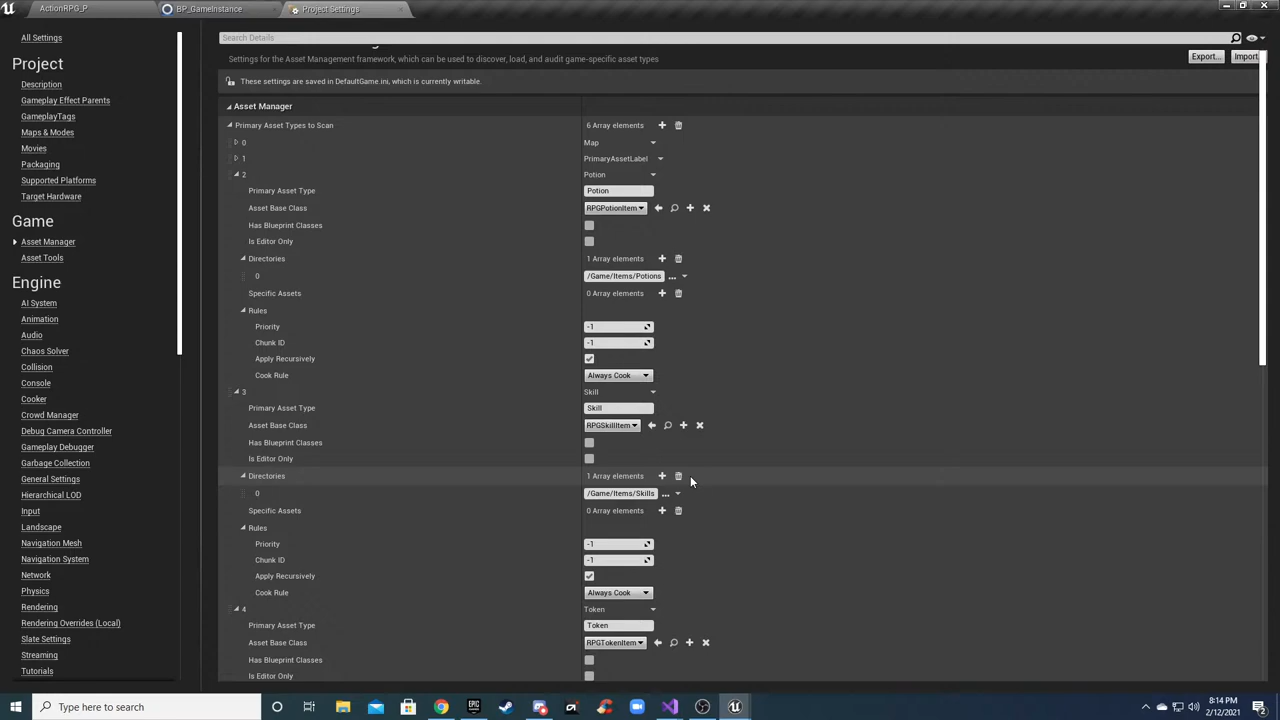 ActionRPG_P
BP_GameInstance
Project Settings
All Settings
Project
Description
Gameplay Effect Parents
GameplayTags
Maps & Modes
Movies
Packaging
Supported Platforms
Target Hardware
Game
Asset Manager
Asset Tools
Engine
AI System
Animation
Audio
Chaos Solver
Collision
Console
Cooker
Crowd Manager
Debug Camera Controller
Gameplay Debugger
Garbage Collection
General Settings
Hierarchical LOD
Input
Landscape
Navigation Mesh
Navigation System
Network
Physics
Rendering
Rendering Overrides (Local)
Slate Settings
Streaming
Tutorials
Search Details
Settings for the Asset Management framework, which can be used to discover, load, and audit game-specific asset types
Export...
Import
These settings are saved in DefaultGame.ini, which is currently writable.
Asset Manager
Primary Asset Types to Scan 6 Array elements
0 Map
1 PrimaryAssetLabel
2 Potion
Primary Asset Type Potion
Asset Base Class RPGPotionItem
Has Blueprint Classes
Is Editor Only
Directories 1 Array elements
0 /Game/Items/Potions ...
Specific Assets 0 Array elements
Rules
Priority -1
Chunk ID -1
Apply Recursively
Cook Rule Always Cook
3 Skill
Primary Asset Type Skill
Asset Base Class RPGSkillItem
Has Blueprint Classes
Is Editor Only
Directories 1 Array elements
0 /Game/Items/Skills ...
Specific Assets 0 Array elements
Rules
Priority -1
Chunk ID -1
Apply Recursively
Cook Rule Always Cook
4 Token
Primary Asset Type Token
Asset Base Class RPGTokenItem
Has Blueprint Classes
Is Editor Only
Type here to search
8:14 PM
2/12/2021